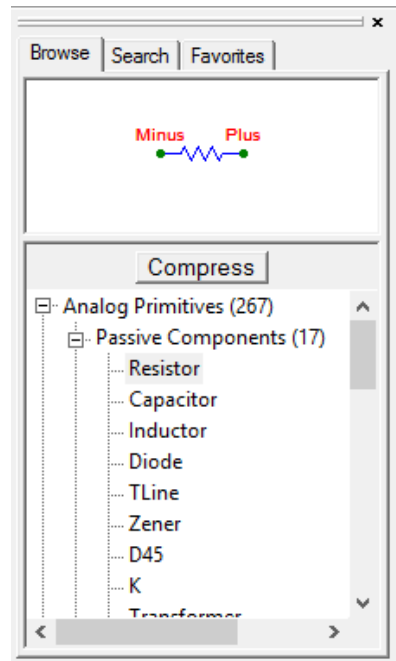 Browse Search Favorites
Minus Plus
Compress
Analog Primitives (267)
Passive Components (17)
Resistor
Capacitor
Inductor
Diode
TLine
Zener
D45
K
Transformer